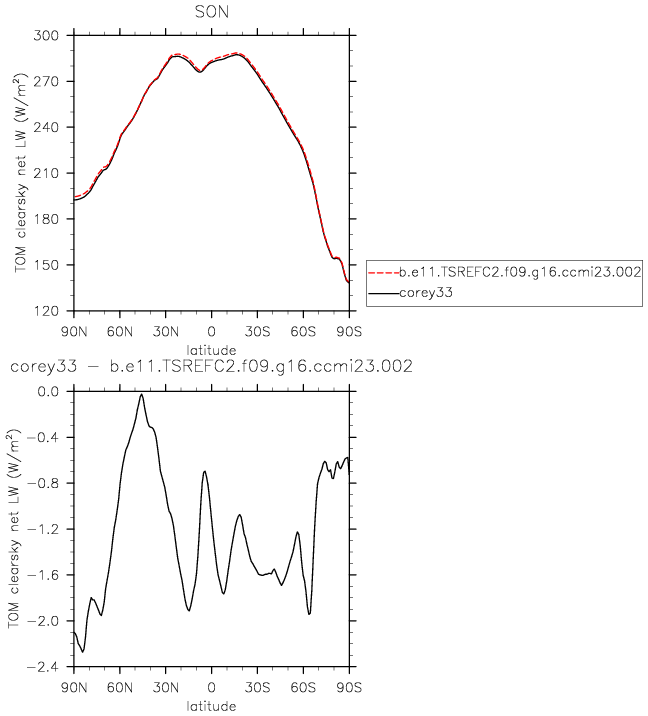 SON
TOM clearsky net LW (W/m²)
300
270
240
210
180
150
120
90N 60N 30N 0 30S 60S 90S
latitude
b.e11.TSREFC2.f09.g16.ccmi23.002
corey33
corey33 − b.e11.TSREFC2.f09.g16.ccmi23.002
TOM clearsky net LW (W/m²)
0.0
−0.4
−0.8
−1.2
−1.6
−2.0
−2.4
90N 60N 30N 0 30S 60S 90S
latitude